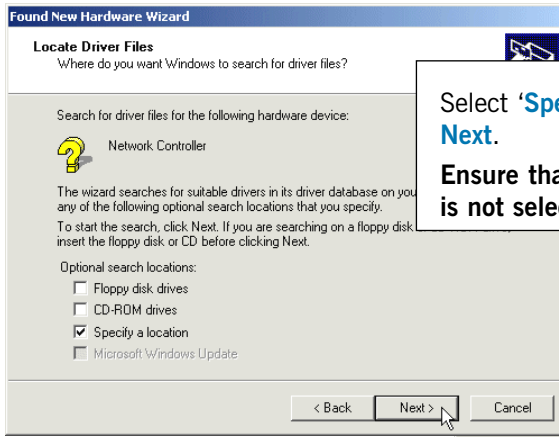 Found New Hardware Wizard
Locate Driver Files
Where do you want Windows to search for driver files?
Select ‘
Next.
Ensure
is not
Search for driver files for the following hardware device:
Network Controller
The wizard searches for suitable drivers in its driver database on
any of the following optional search locations that you specify.
To start the search, click Next. If you are searching on a floppy disk
insert the floppy disk or CD before clicking Next.
Optional search locations:
Floppy disk drives
CD-ROM drives
Specify a location
Microsoft Windows Update
< Back Next > Cancel